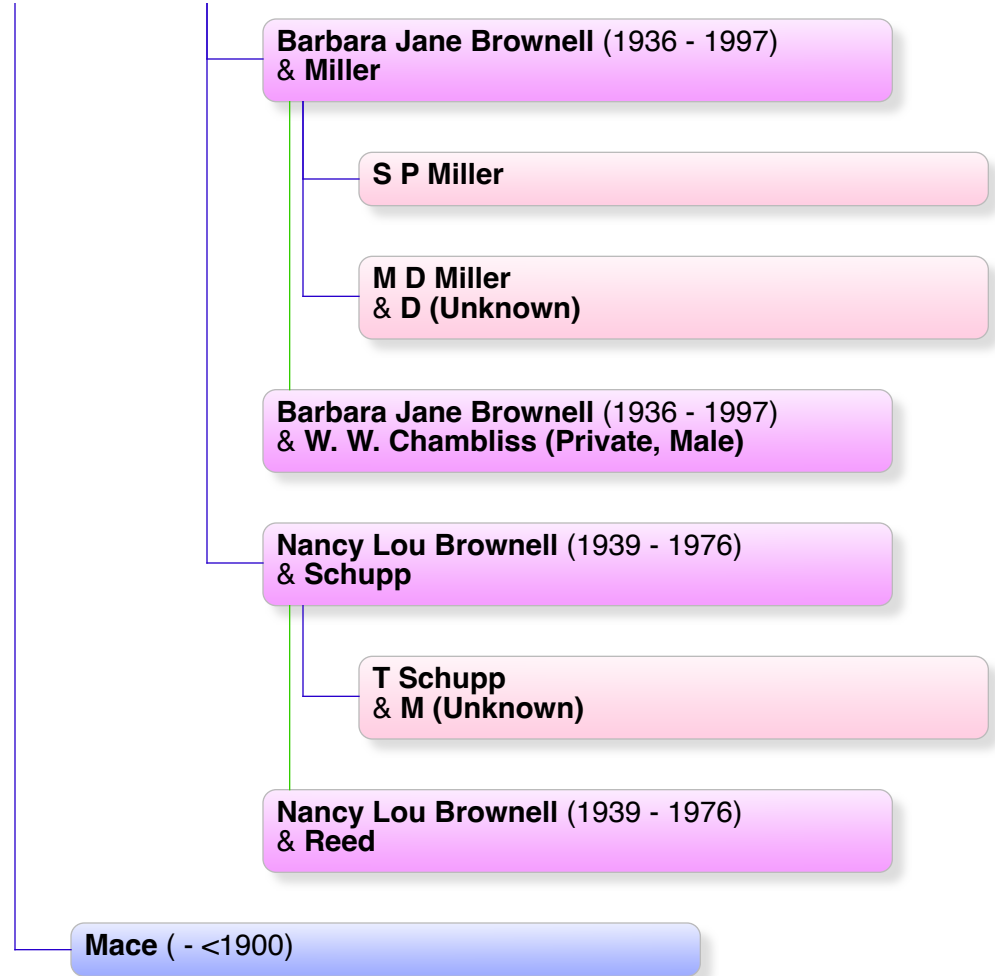 Barbara Jane Brownell (1936 - 1997)
& Miller
S P Miller
M D Miller
& D (Unknown)
Barbara Jane Brownell (1936 - 1997)
& W. W. Chambliss (Private, Male)
Nancy Lou Brownell (1939 - 1976)
& Schupp
T Schupp
& M (Unknown)
Nancy Lou Brownell (1939 - 1976)
& Reed
Mace ( - <1900)